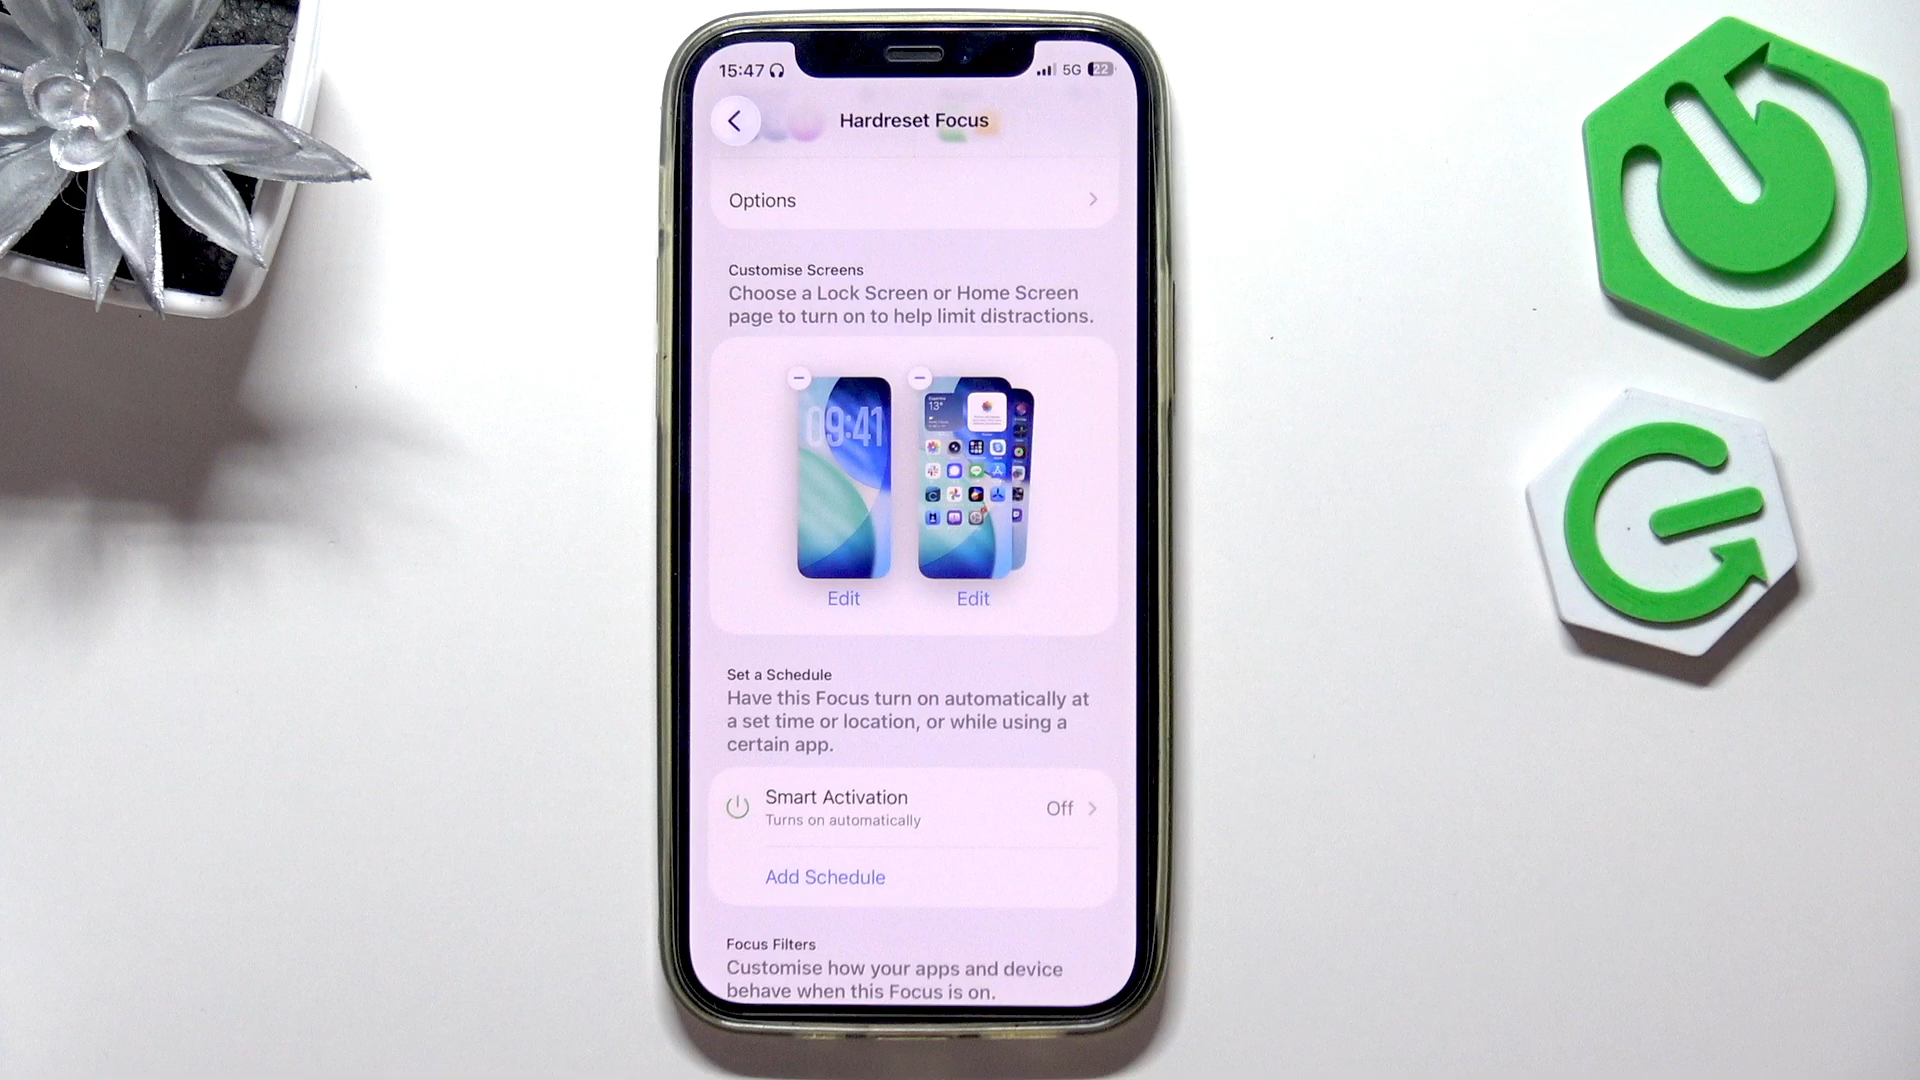 15:47 5G 22
Hardreset Focus
Options
Customise Screens
Choose a Lock Screen or Home Screen
page to turn on to help limit distractions.
09:41
13°
Edit Edit
Set a Schedule
Have this Focus turn on automatically at
a set time or location, or while using a
certain app.
Smart Activation
Off
Turns on automatically
Add Schedule
Focus Filters
Customise how your apps and device
behave when this Focus is on.